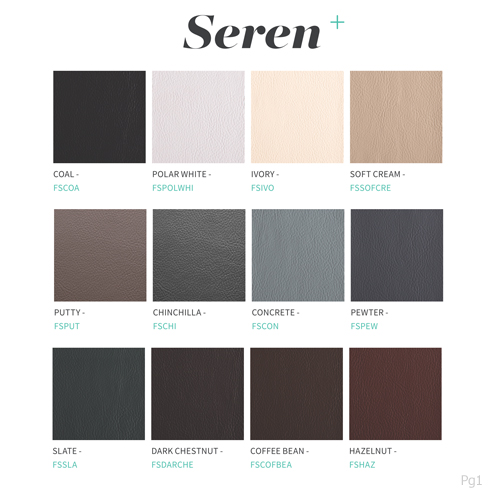 Seren+
COAL - POLAR WHITE - IVORY - SOFT CREAM -
FSCOA FSPOLWHI FSIVO FSSOFCRE
PUTTY - CHINCHILLA - CONCRETE - PEWTER -
FSPUT FSCHI FSCON FSPEW
SLATE - DARK CHESTNUT - COFFEE BEAN - HAZELNUT -
FSSLA FSDARCHE FSCOFBEA FSHAZ
Pg1